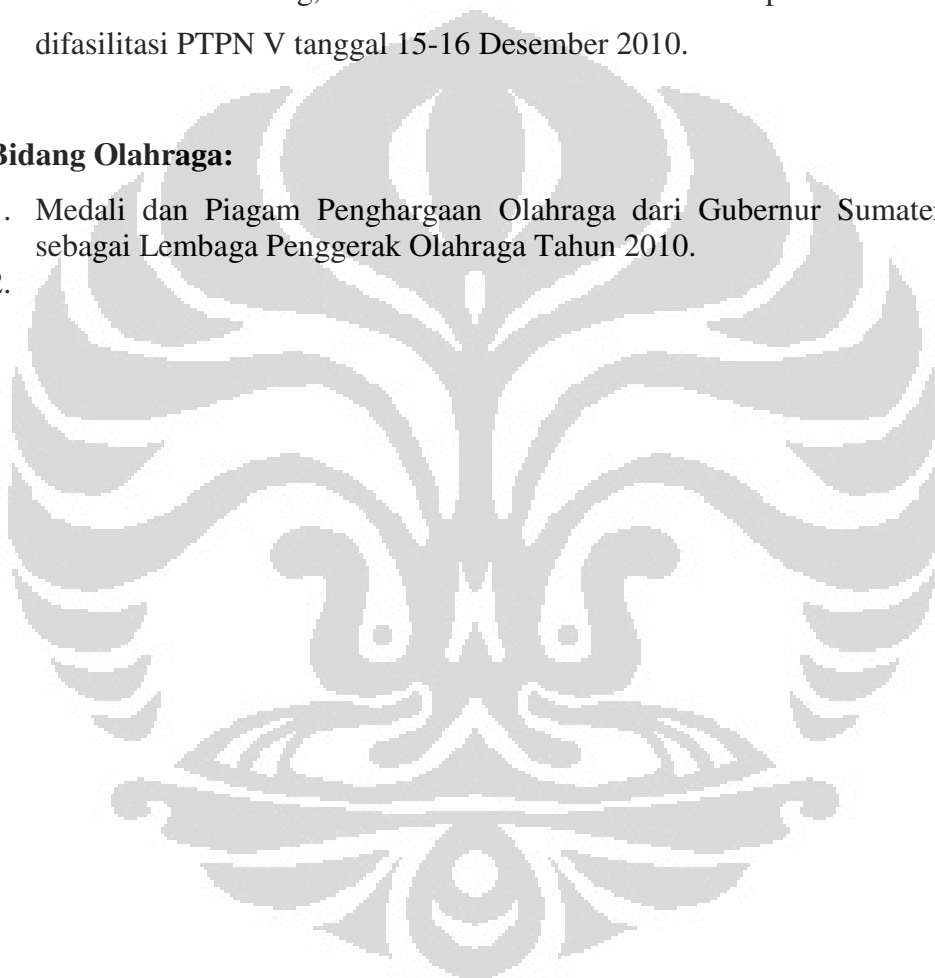 difasilitasi PTPN V tanggal 15-16 Desember 2010.
Bidang Olahraga:
. Medali dan Piagam Penghargaan Olahraga dari Gubernur
sebagai Lembaga Penggerak Olahraga Tahun 2010.
2.